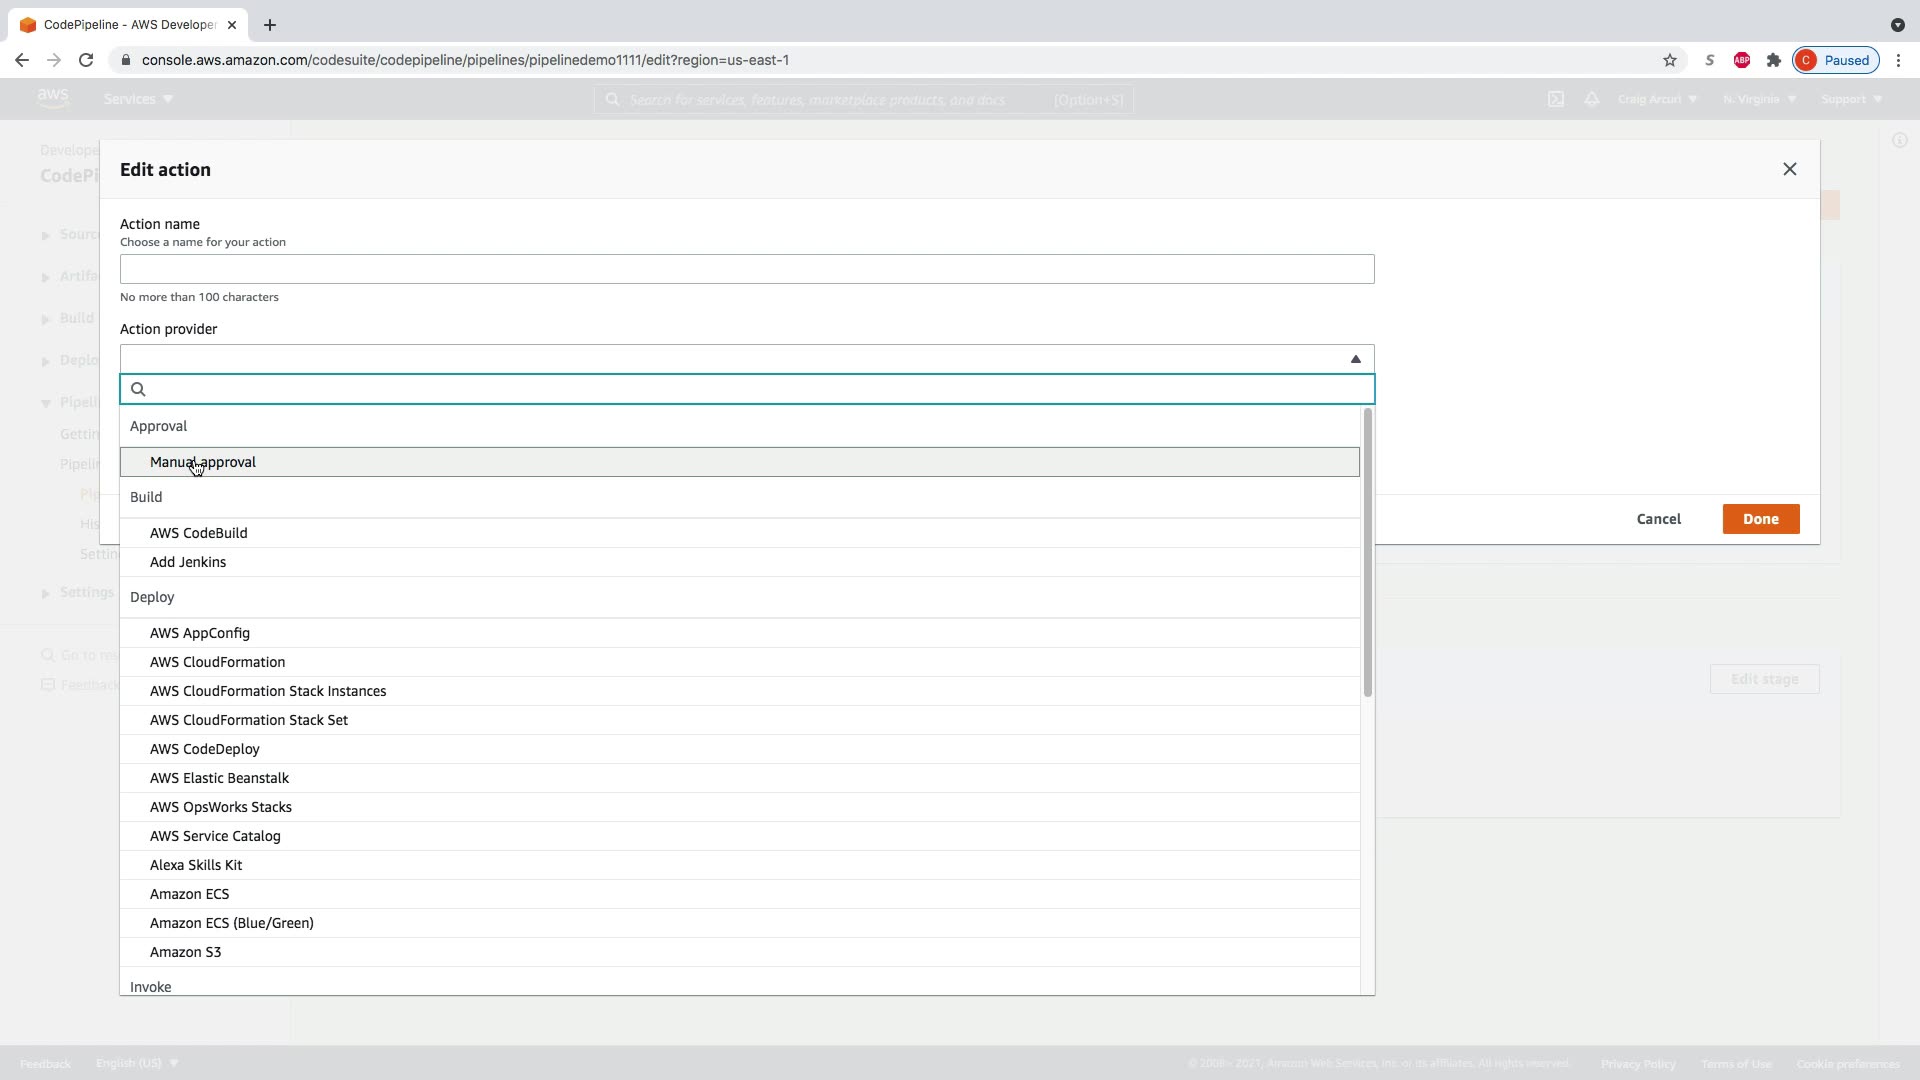 CodePipeline - AWS Developer
console.aws.amazon.com/codesuite/codepipeline/pipelines/pipelinedemo1111/edit?region=us-east-1
S
ABP
C
Paused
aws
Services
Search for services, features, marketplace products, and docs
[Option+S]
Craig Arcuri
N. Virginia
Support
Develope
CodePi
Edit action
Action name
Choose a name for your action
No more than 100 characters
Action provider
Sourc
Artifa
Build
Deplo
Pipeli
Gettin
Pipelin
Pip
His
Settin
Settings
Go to res
Feedback
Approval
Manual approval
Build
AWS CodeBuild
Add Jenkins
Deploy
AWS AppConfig
AWS CloudFormation
AWS CloudFormation Stack Instances
AWS CloudFormation Stack Set
AWS CodeDeploy
AWS Elastic Beanstalk
AWS OpsWorks Stacks
AWS Service Catalog
Alexa Skills Kit
Amazon ECS
Amazon ECS (Blue/Green)
Amazon S3
Invoke
Cancel
Done
Edit stage
Feedback
English (US)
© 2008 - 2021, Amazon Web Services, Inc. or its affiliates. All rights reserved.
Privacy Policy
Terms of Use
Cookie preferences